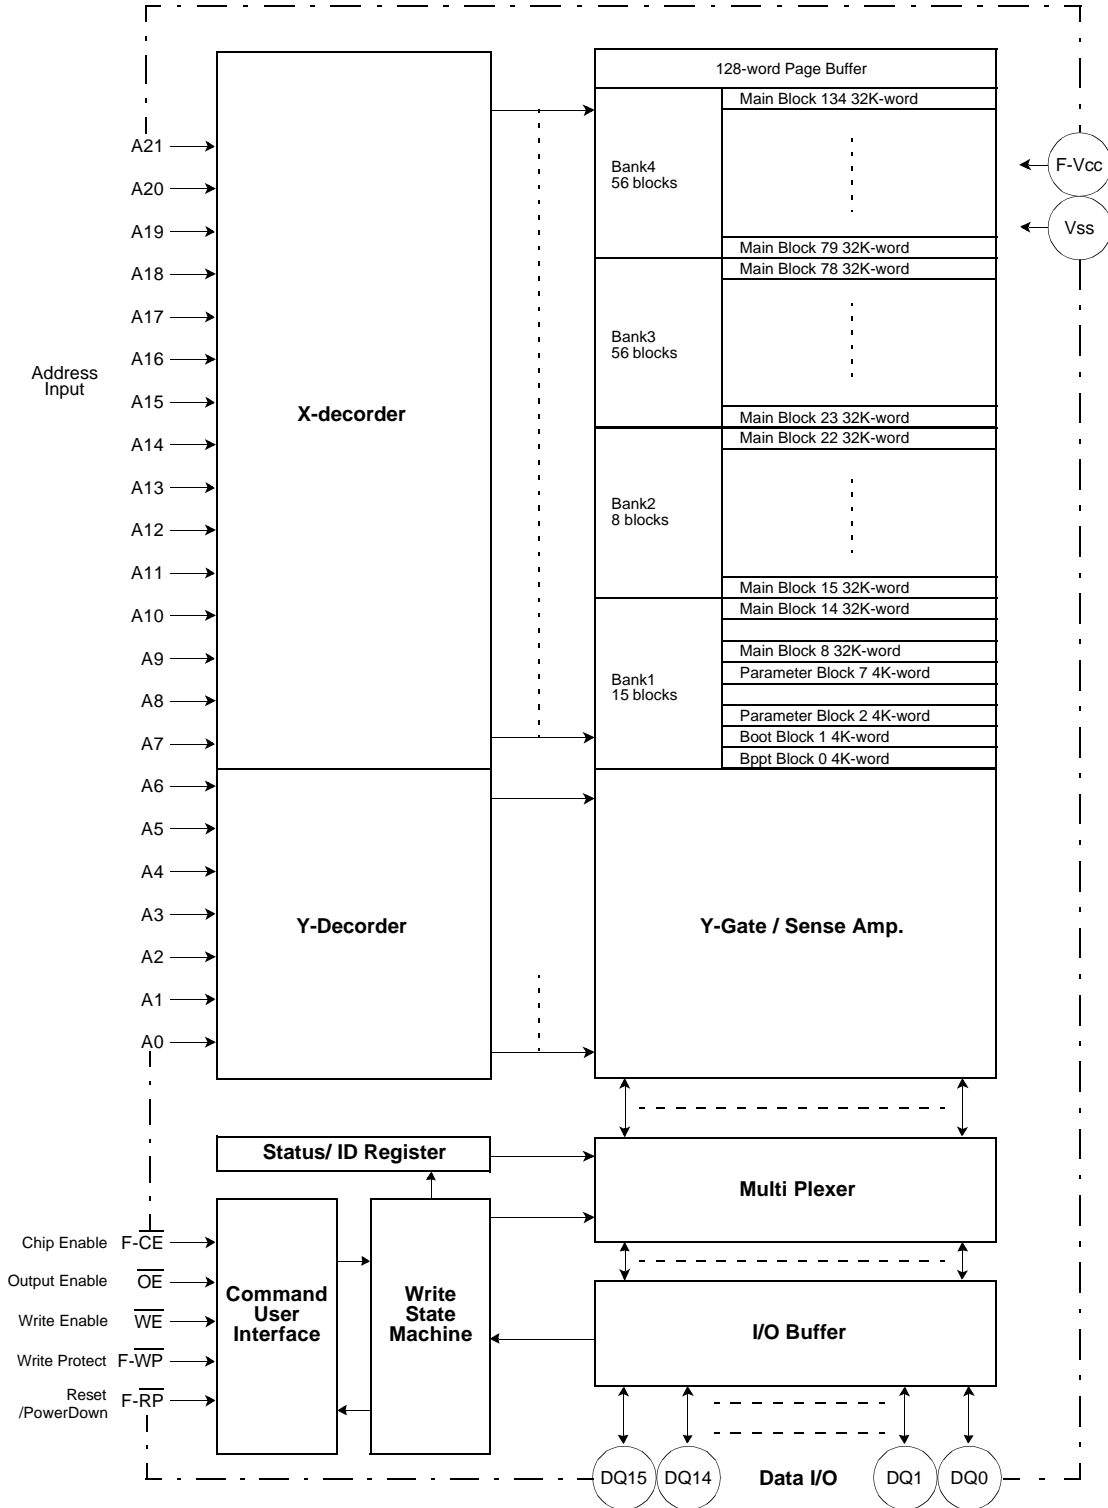 128-word Page Buffer
Main Block 134 32K-word
Bank4
56 blocks
Main Block 79 32K-word
Main Block 78 32K-word
Bank3
56 blocks
Main Block 23 32K-word
Main Block 22 32K-word
Bank2
8 blocks
Main Block 15 32K-word
Main Block 14 32K-word
Main Block 8 32K-word
Bank1
15 blocks
Parameter Block 7 4K-word
Parameter Block 2 4K-word
Boot Block 1 4K-word
Bppt Block 0 4K-word
F-Vcc
Vss
Address
Input
A21
A20
A19
A18
A17
A16
A15
A14
A13
A12
A11
A10
A9
A8
A7
A6
A5
A4
A3
A2
A1
A0
X-decorder
Y-Decorder
Y-Gate / Sense Amp.
Status/ ID Register
Multi Plexer
Chip Enable F-CE
Output Enable OE
Write Enable WE
Write Protect F-WP
Reset
/PowerDown F-RP
Command
User
Interface
Write
State
Machine
I/O Buffer
DQ15 DQ14 Data I/O DQ1 DQ0